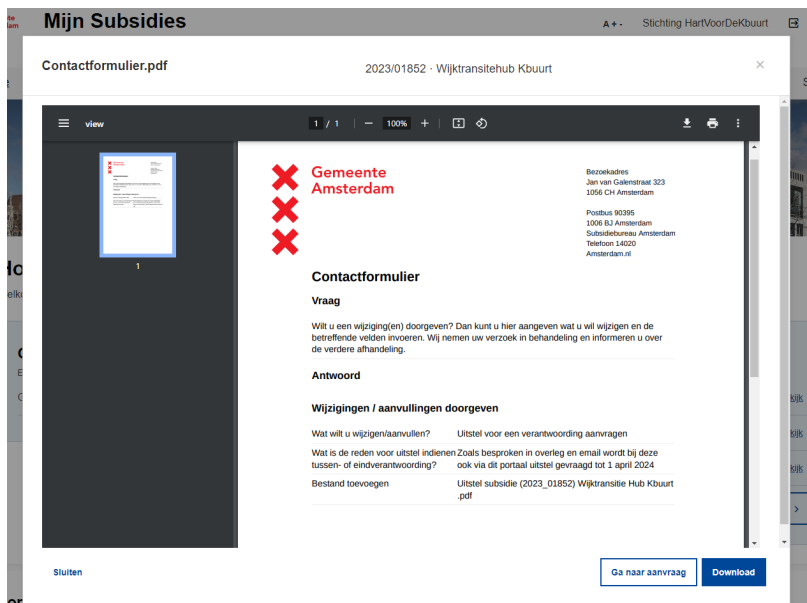 Mijn Subsidies
A + -
Stichting HartVoorDeKbuurt
Contactformulier.pdf
2023/01852 · Wijktransitehub Kbuurt
view
1 / 1
100%
1
Gemeente
Amsterdam
Bezoekadres
Jan van Galenstraat 323
1056 CH Amsterdam
Postbus 90395
1006 BJ Amsterdam
Subsidiebureau Amsterdam
Telefoon 14020
Amsterdam.nl
Contactformulier
Vraag
Wilt u een wijziging(en) doorgeven? Dan kunt u hier aangeven wat u wil wijzigen en de
betreffende velden invoeren. Wij nemen uw verzoek in behandeling en informeren u over
de verdere afhandeling.
Antwoord
Wijzigingen / aanvullingen doorgeven
Wat wilt u wijzigen/aanvullen? Uitstel voor een verantwoording aanvragen
Wat is de reden voor uitstel indienen Zoals besproken in overleg en email wordt bij deze
tussen- of eindverantwoording? ook via dit portaal uitstel gevraagd tot 1 april 2024
Bestand toevoegen Uitstel subsidie (2023_01852) Wijktransitie Hub Kbuurt
.pdf
Sluiten
Ga naar aanvraag
Download